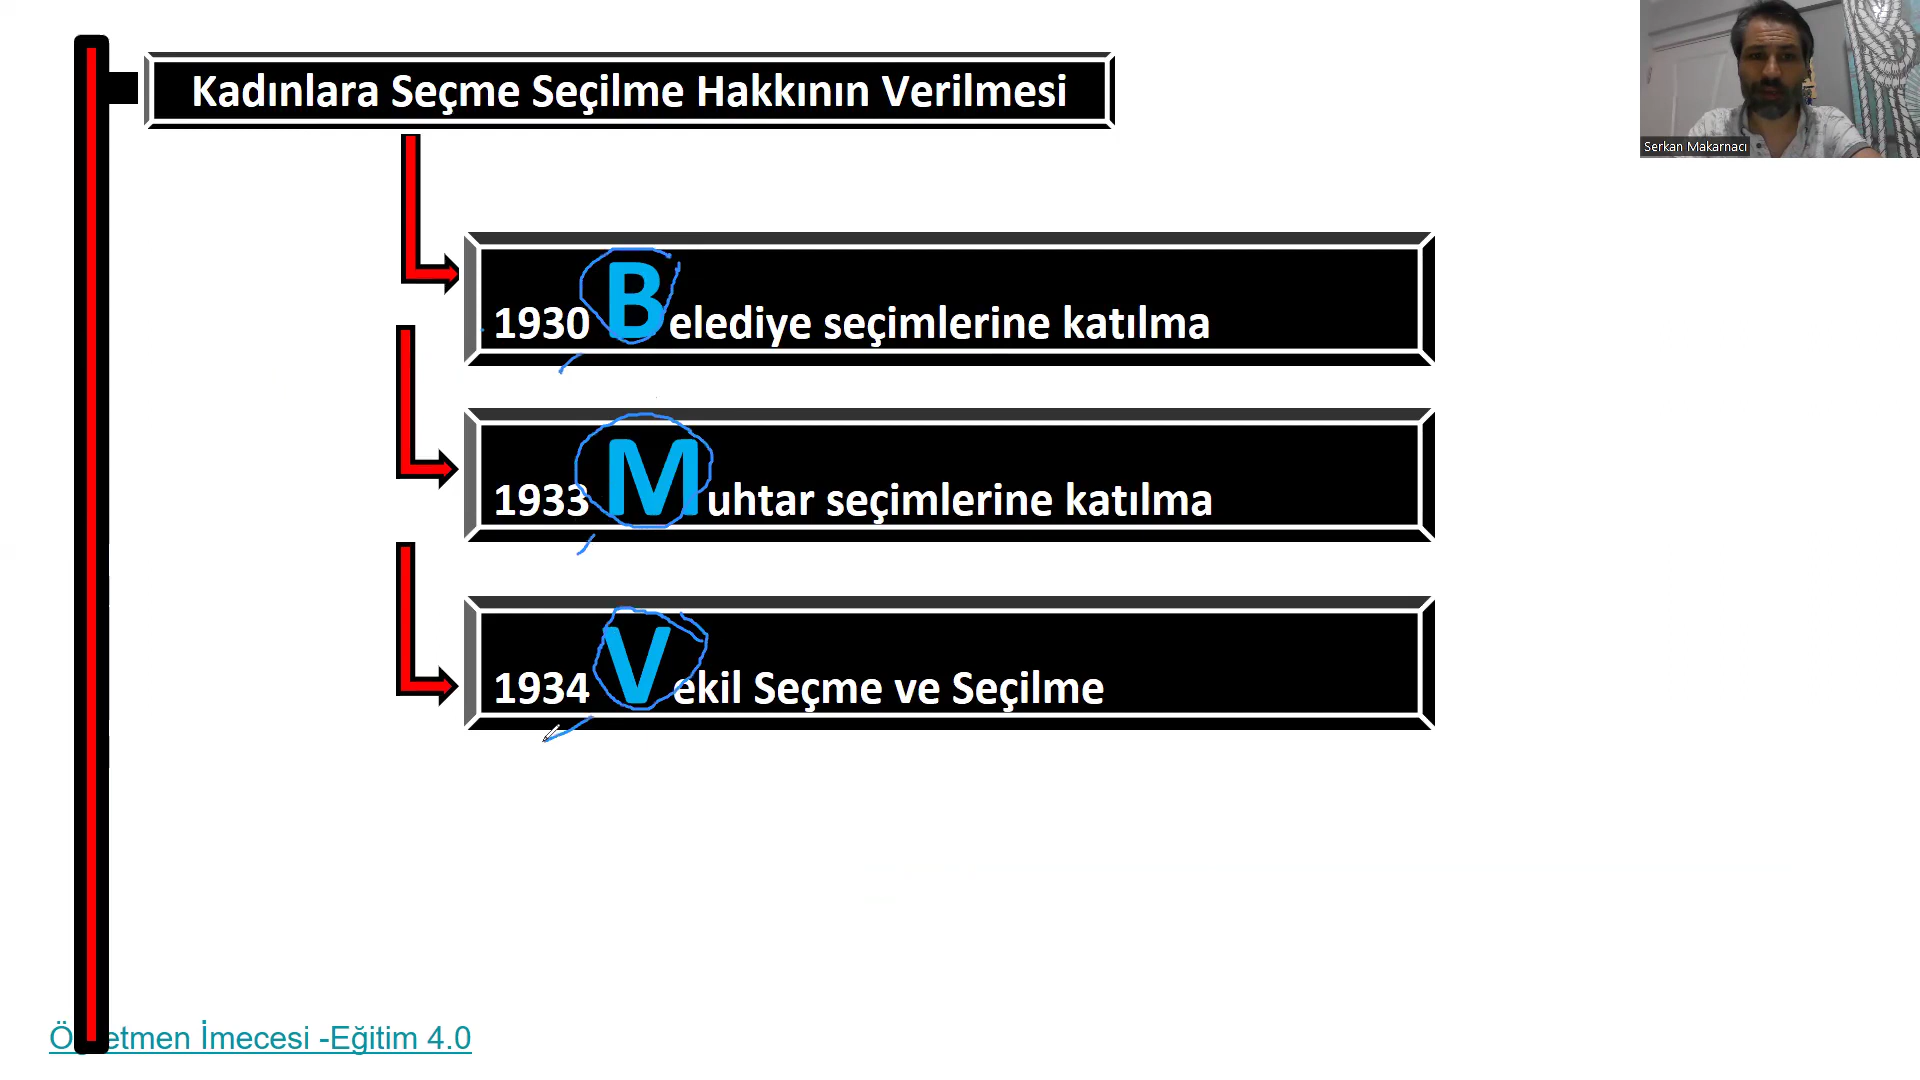 Kadınlara Seçme Seçilme Hakkının Verilmesi
Serkan Makarnacı
1930 Belediye seçimlerine katılma
1933 Muhtar seçimlerine katılma
1934 Vekil Seçme ve Seçilme
Ö etmen İmecesi -Eğitim 4.0